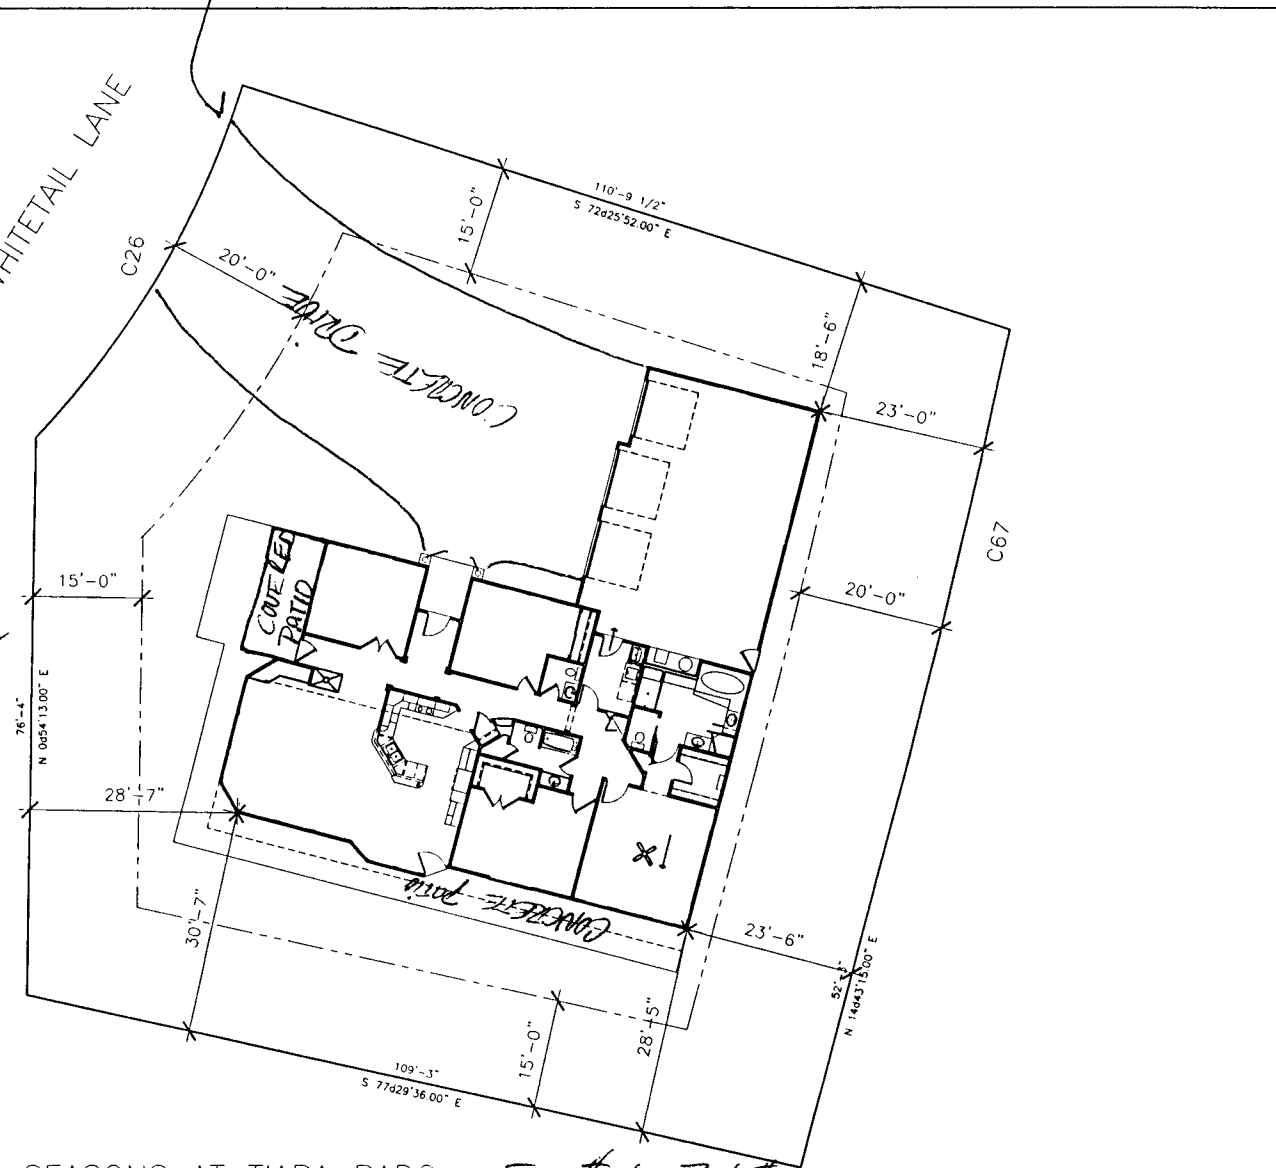 WHITETAIL LANE
C26
20'-0"
15'-0"
110'-9 1/2"
S 72d25'52.00" E
18'-6"
23'-0"
CONCRETE DRIVE
C67
15'-0"
20'-0"
COVERED
PATIO
76'-4"
N 0d54'13.00" E
28'-7"
30'-7"
CONCRETE PATIO
23'-6"
52'-3"
N 14d43'15.00" E
15'-0"
28'-5"
109'-3"
S 77d29'36.00" E
SEASONS AT TIARA RADO